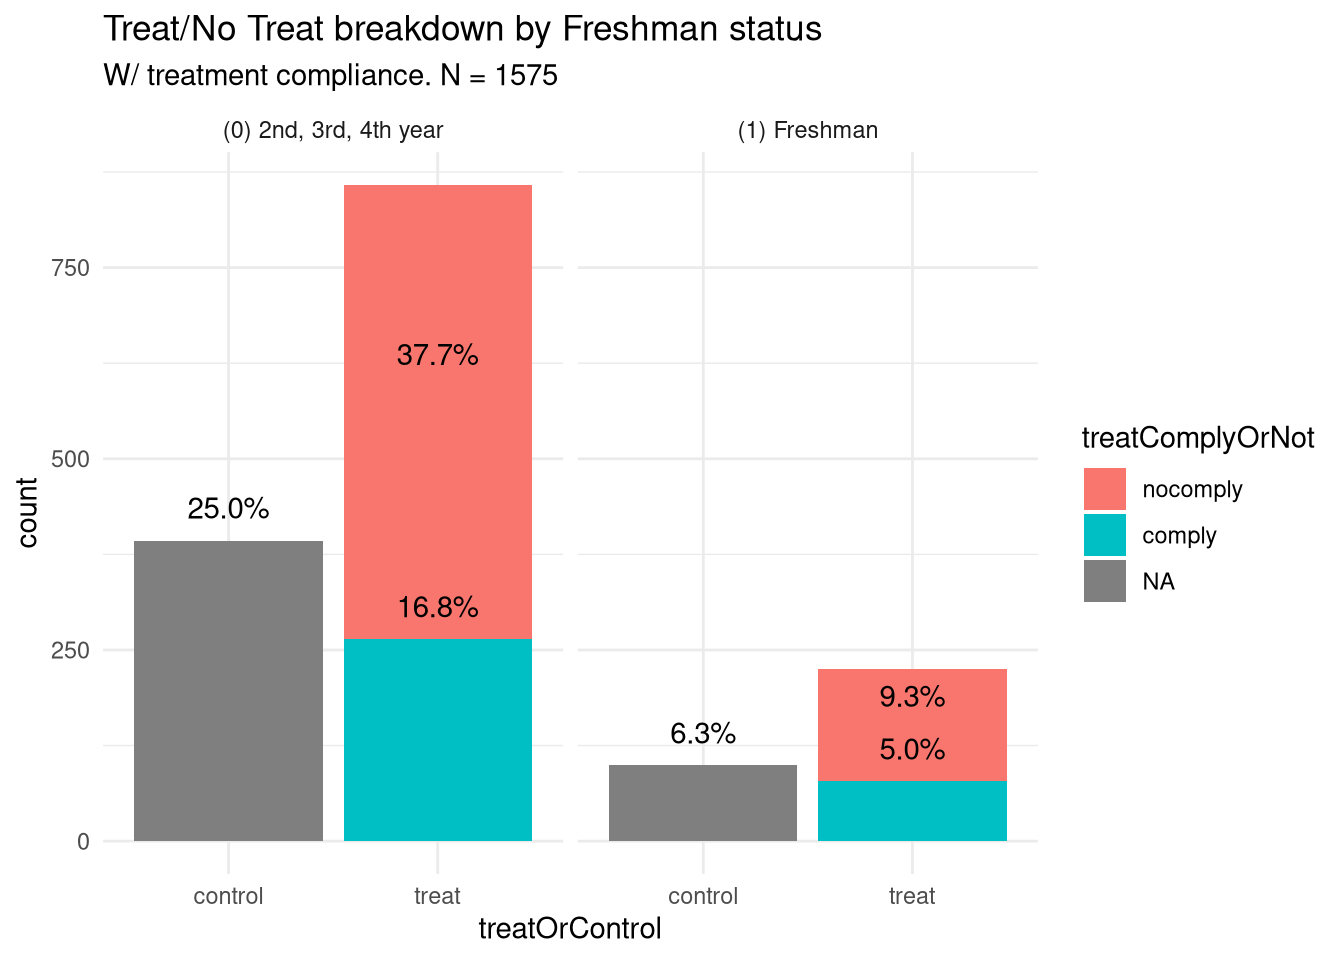 Treat/No Treat breakdown by Freshman status
W/ treatment compliance. N = 1575
(0) 2nd, 3rd, 4th year
(1) Freshman
750
500
250
0
count
25.0%
37.7%
16.8%
6.3%
9.3%
5.0%
control
treat
control
treat
treatOrControl
treatComplyOrNot
nocomply
comply
NA